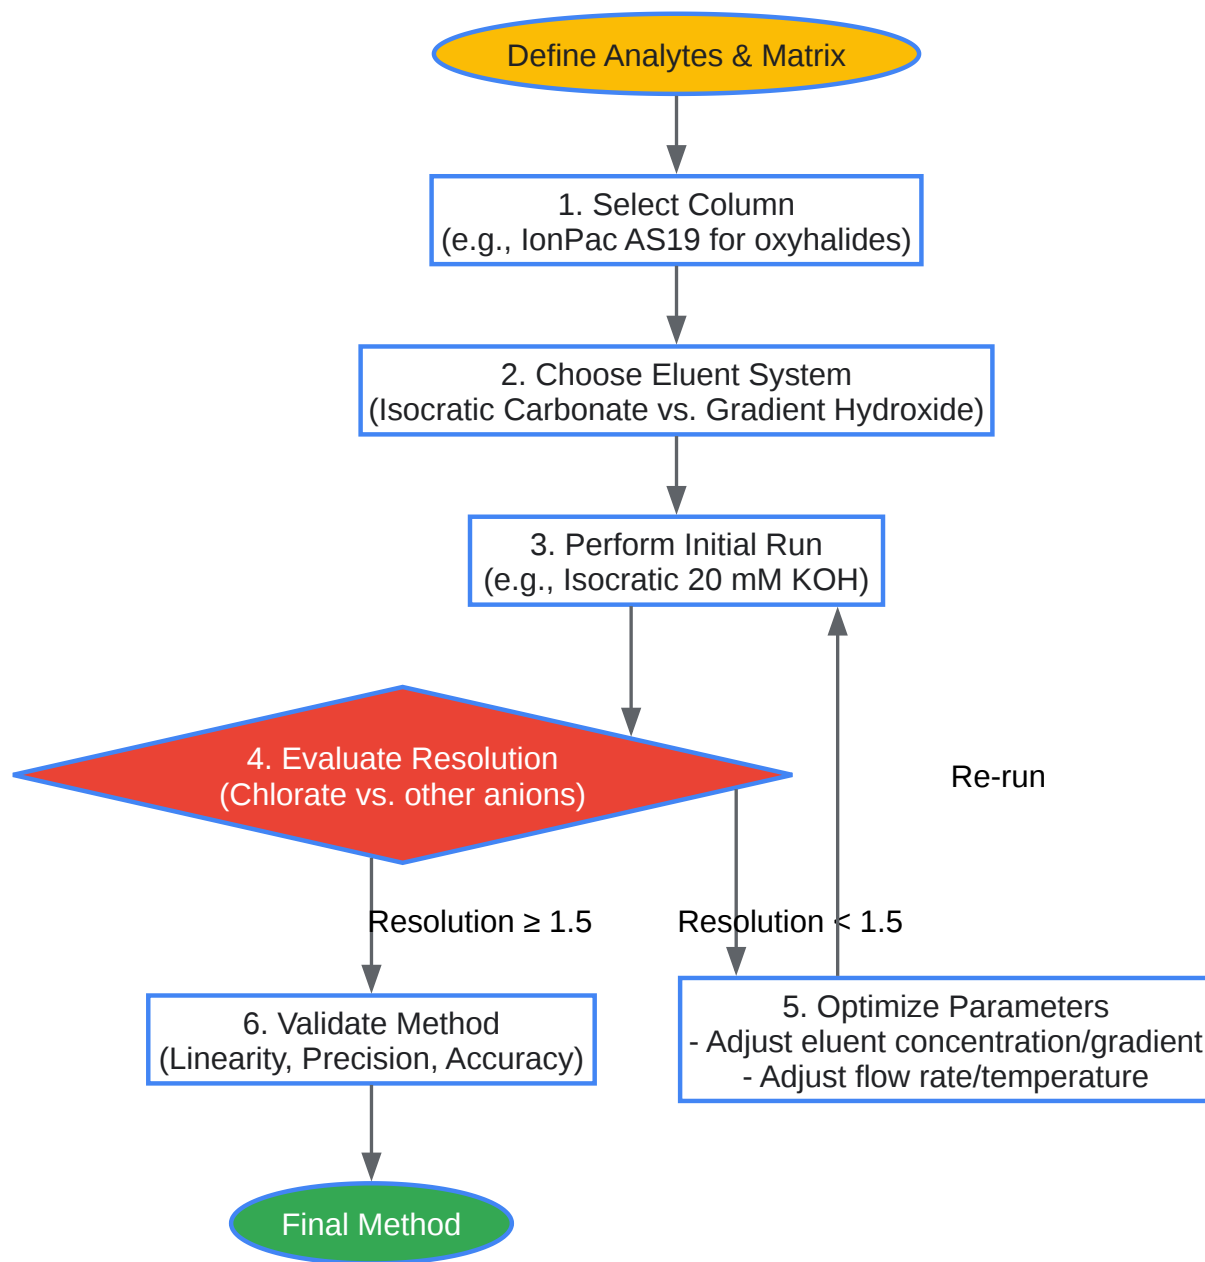 Define Analytes & Matrix
1. Select Column
(e.g., IonPac AS19 for oxyhalides)
2. Choose Eluent System
(Isocratic Carbonate vs. Gradient Hydroxide)
3. Perform Initial Run
(e.g., Isocratic 20 mM KOH)
4. Evaluate Resolution
(Chlorate vs. other anions)
Re-run
Resolution ≥ 1.5
Resolution < 1.5
6. Validate Method
(Linearity, Precision, Accuracy)
5. Optimize Parameters
- Adjust eluent concentration/gradient
- Adjust flow rate/temperature
Final Method